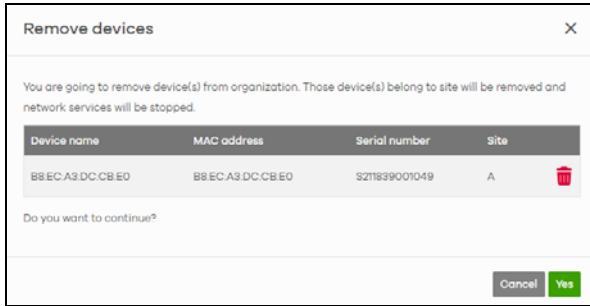 Remove devices
You are going to remove device(s) from organization. Those device(s) belong to site will be removed and
network services will be stopped.
Device name MAC address Serial number Site
B8:EC:A3:DC:CB:E0 B8:EC:A3:DC:CB:E0 S211839001049 A
Do you want to continue?
Cancel Yes